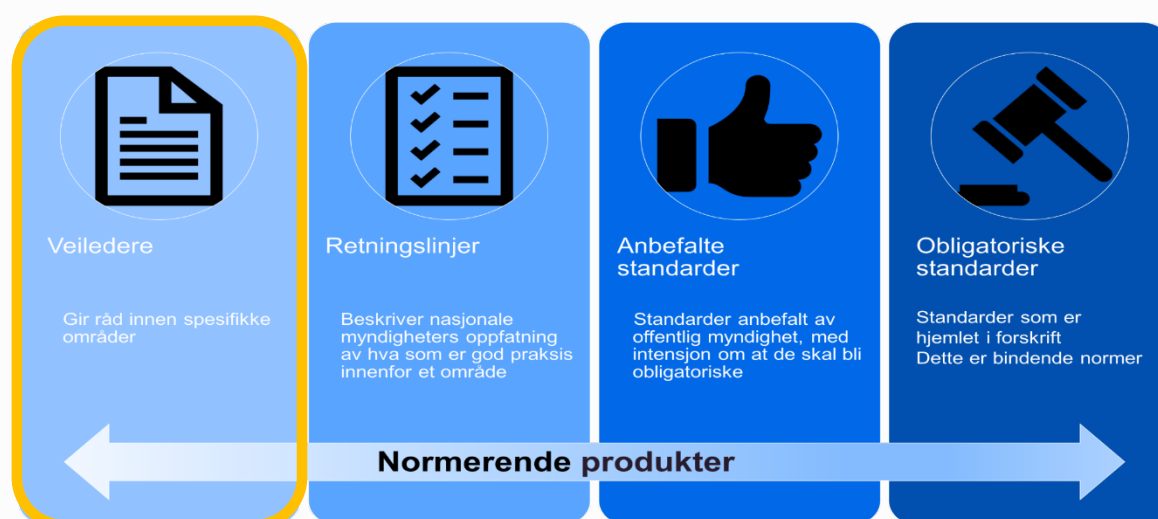 Veiledere
Gir råd innen spesifikke
områder
Retningslinjer
Beskriver nasjonale
myndigheters oppfatning
av hva som er god praksis
innenfor et område
Anbefalte
standarder
Standarder anbefalt av
offentlig myndighet, med
intensjon om at de skal bli
obligatoriske
Obligatoriske
standarder
Standarder som er
hjemlet i forskrift
Dette er bindende normer
Normerende produkter